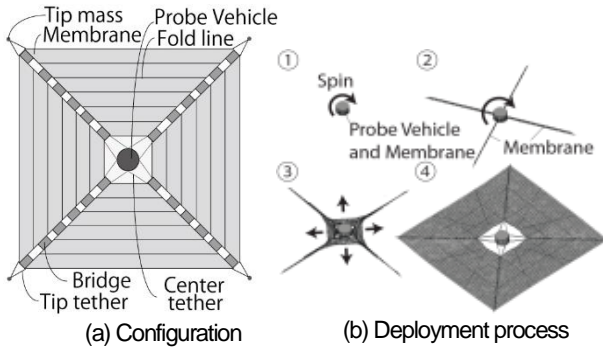 Tip mass
Membrane
Probe Vehicle
Fold line
Bridge
Tip tether
Center
tether
(a) Configuration
①
Spin
Probe Vehicle
and Membrane
②
Membrane
③
④
(b) Deployment process